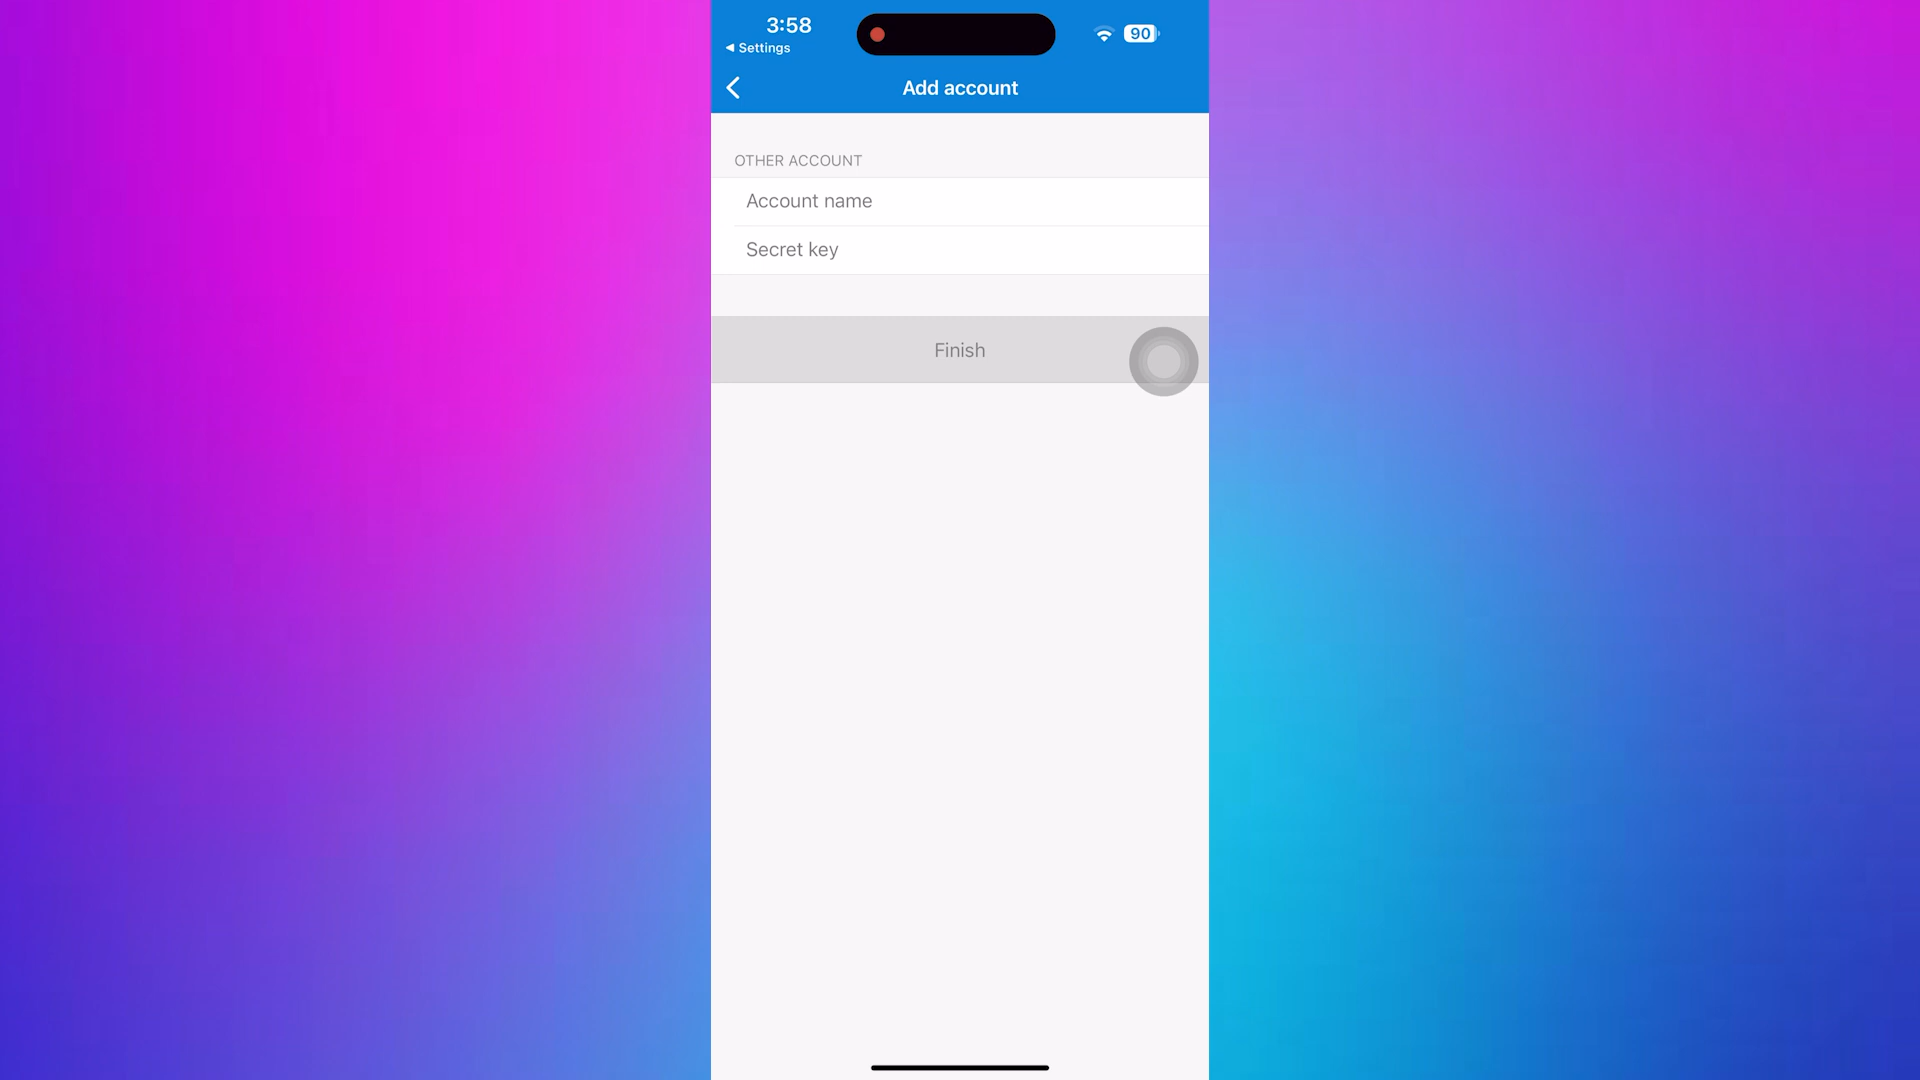 3:58
90
◀ Settings
Add account
OTHER ACCOUNT
Account name
Secret key
Finish